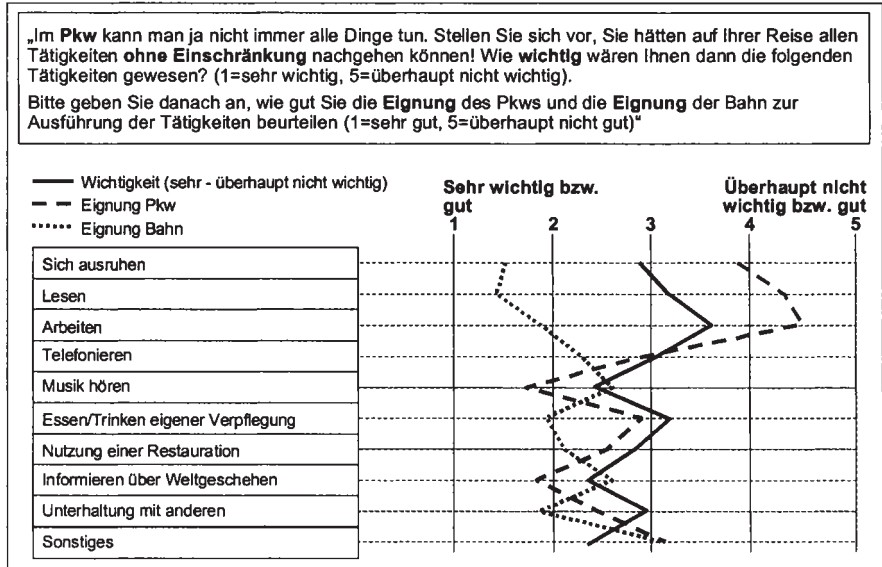 „Im Pkw kann man ja nicht immer alle Dinge tun. Stellen Sie sich vor, Sie hätten auf Ihrer Reise allen
Tätigkeiten ohne Einschränkung nachgehen können! Wie wichtig wären Ihnen dann die folgenden
Tätigkeiten gewesen? (1=sehr wichtig, 5=überhaupt nicht wichtig).
Bitte geben Sie danach an, wie gut Sie die Eignung des Pkws und die Eignung der Bahn zur
Ausführung der Tätigkeiten beurteilen (1=sehr gut, 5=überhaupt nicht gut)“
Wichtigkeit (sehr - überhaupt nicht wichtig)
Eignung Pkw
Eignung Bahn
Sehr wichtig bzw.
gut
Überhaupt nicht
wichtig bzw. gut
1 2 3 4 5
Sich ausruhen
Lesen
Arbeiten
Telefonieren
Musik hören
Essen/Trinken eigener Verpflegung
Nutzung einer Restauration
Informieren über Weltgeschehen
Unterhaltung mit anderen
Sonstiges